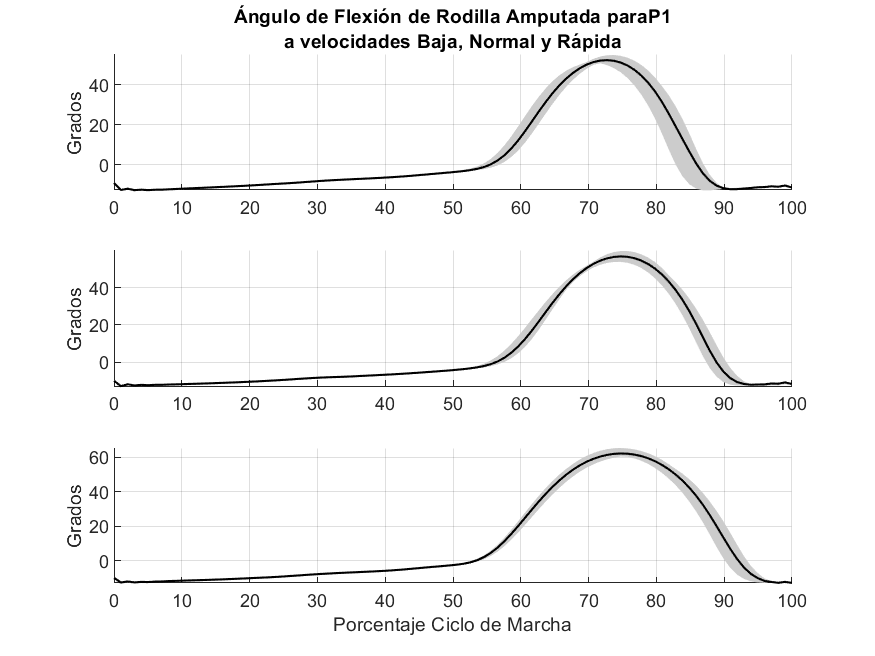 Ángulo de Flexión de Rodilla Amputada paraP1
a velocidades Baja, Normal y Rápida
Grados
40
20
0
0 10 20 30 40 50 60 70 80 90 100
Grados
40
20
0
0 10 20 30 40 50 60 70 80 90 100
Grados
60
40
20
0
0 10 20 30 40 50 60 70 80 90 100
Porcentaje Ciclo de Marcha